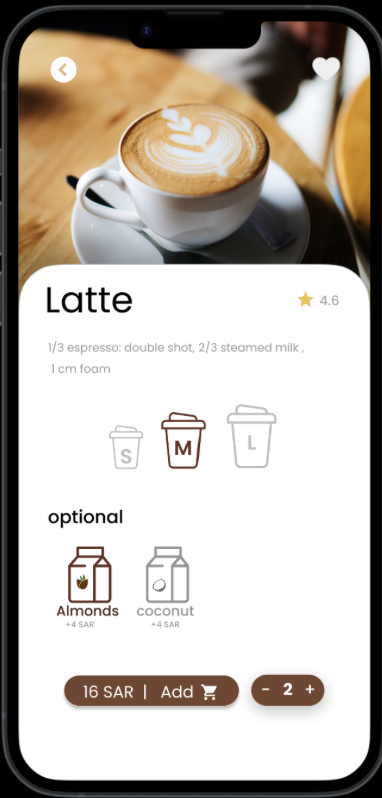 Latte
4.6
1/3 espresso: double shot, 2/3 steamed milk ,
1 cm foam
S
M
L
optional
Almonds
+4 SAR
coconut
+4 SAR
16 SAR | Add
- 2 +